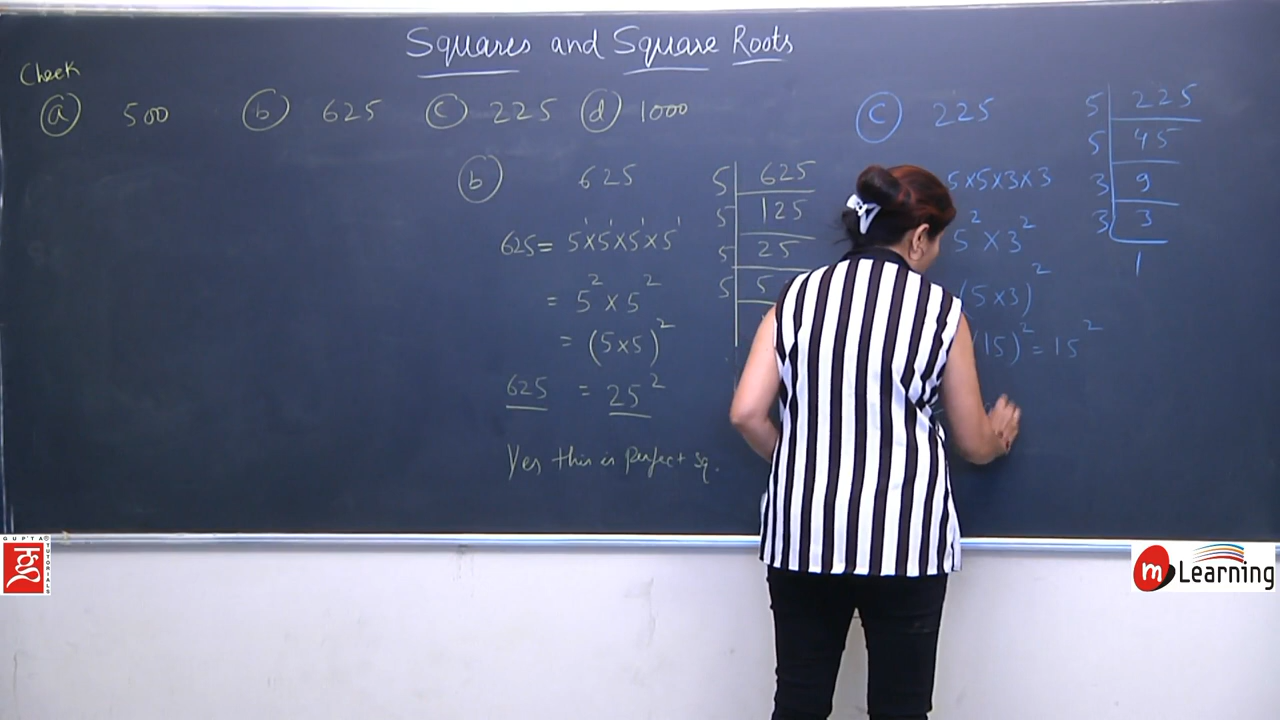 Squares and Square Roots
Check
(a) 500 (b) 625 (c) 225 (d) 1000
(b) 625
625 = 5×5×5×5
= 5² × 5²
= (5×5)²
625 = 25²
Yes this is perfect sq.
5 | 625
5 | 125
5 | 25
5 | 5
(c) 225
5×5×3×3
5² × 3²
(5×3)²
(15)² = 15²
5 | 225
5 | 45
3 | 9
3 | 3
1
GUPTA TUTORIALS
m Learning